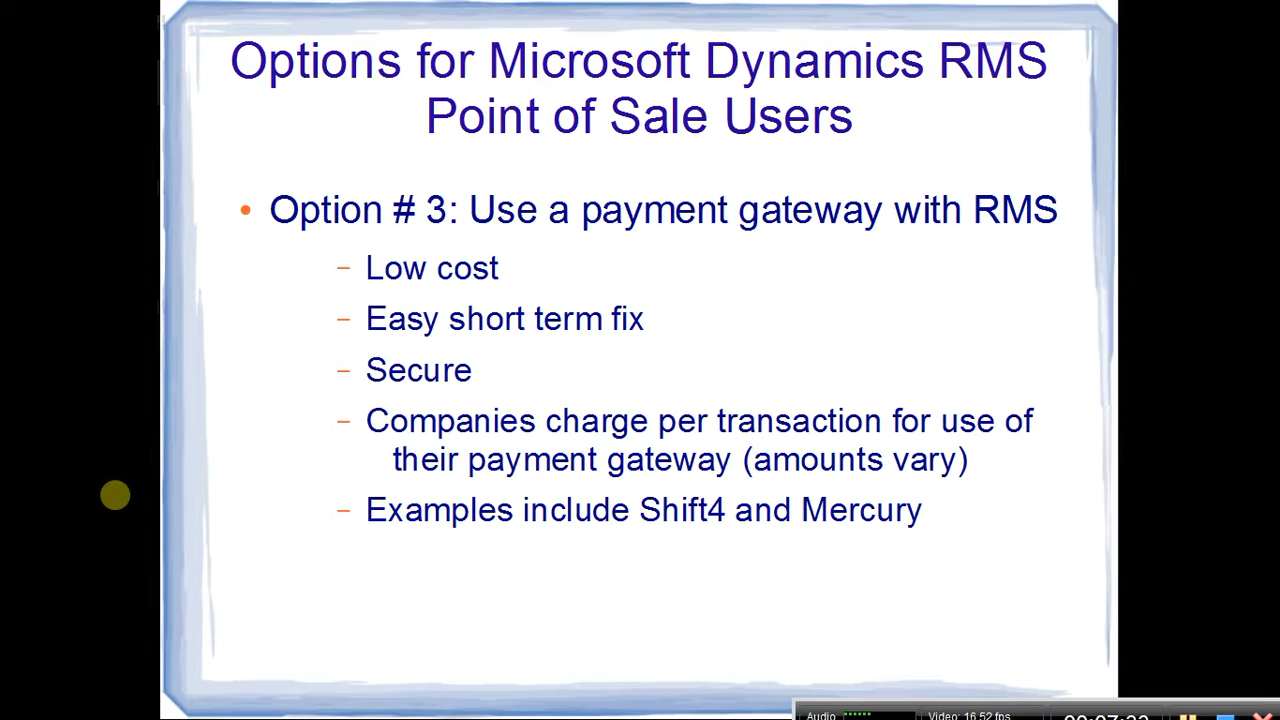 Options for Microsoft Dynamics RMS
Point of Sale Users
• Option # 3: Use a payment gateway with RMS
– Low cost
– Easy short term fix
– Secure
– Companies charge per transaction for use of
their payment gateway (amounts vary)
– Examples include Shift4 and Mercury
Audio
Video: 16.52 fps